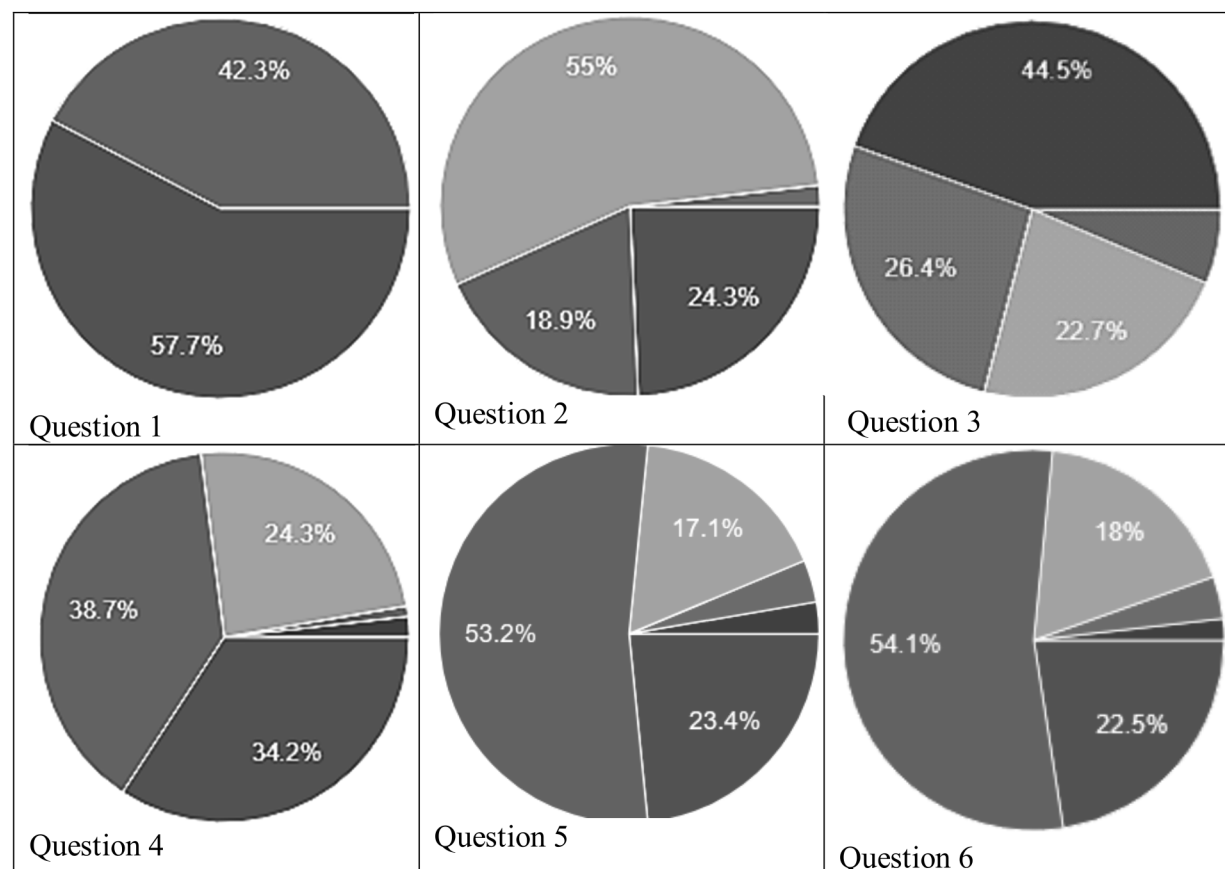 42.3%
57.7%
Question 1
55%
18.9%
24.3%
Question 2
44.5%
26.4%
22.7%
Question 3
24.3%
38.7%
34.2%
Question 4
17.1%
53.2%
23.4%
Question 5
18%
54.1%
22.5%
Question 6